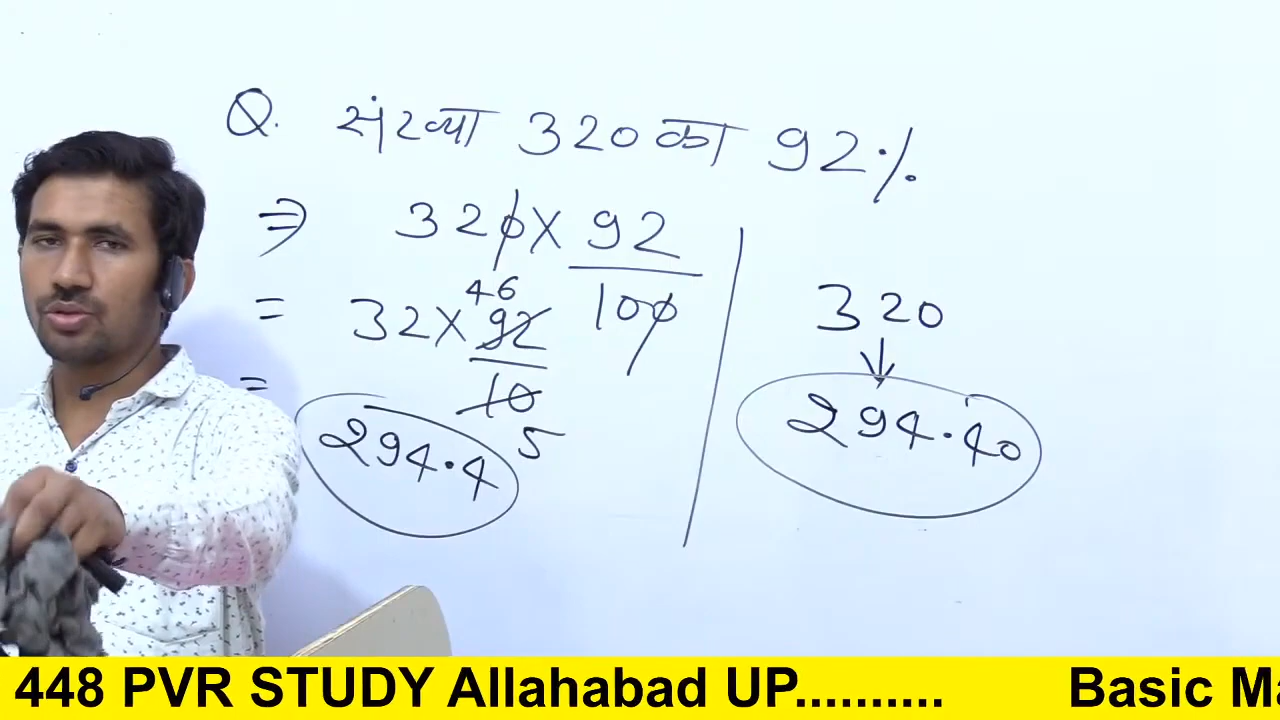 Q. संख्या 320 का 92%
⇒ 320 × 92
100
= 32 × 92 46
10 5
= 294.4
320
↓
294.40
448 PVR STUDY Allahabad UP.......... Basic Ma